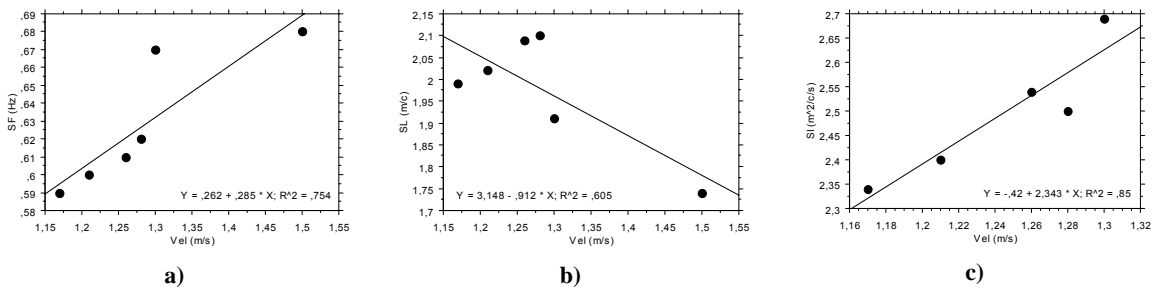 ,69
,68
,67
,66
,65
,64
,63
,62
,61
,6
,59
,58
SF (Hz)
Y = ,262 + ,285 * X; R^2 = ,754
1,15 1,2 1,25 1,3 1,35 1,4 1,45 1,5 1,55
Vel (m/s)
a)
2,15
2,1
2,05
2
1,95
1,9
1,85
1,8
1,75
1,7
SL (m/c)
Y = 3,148 - ,912 * X; R^2 = ,605
1,15 1,2 1,25 1,3 1,35 1,4 1,45 1,5 1,55
Vel (m/s)
b)
2,7
2,65
2,6
2,55
2,5
2,45
2,4
2,35
2,3
SI (m^2/c/s)
Y = -,42 + 2,343 * X; R^2 = ,85
1,16 1,18 1,2 1,22 1,24 1,26 1,28 1,3 1,32
Vel (m/s)
c)